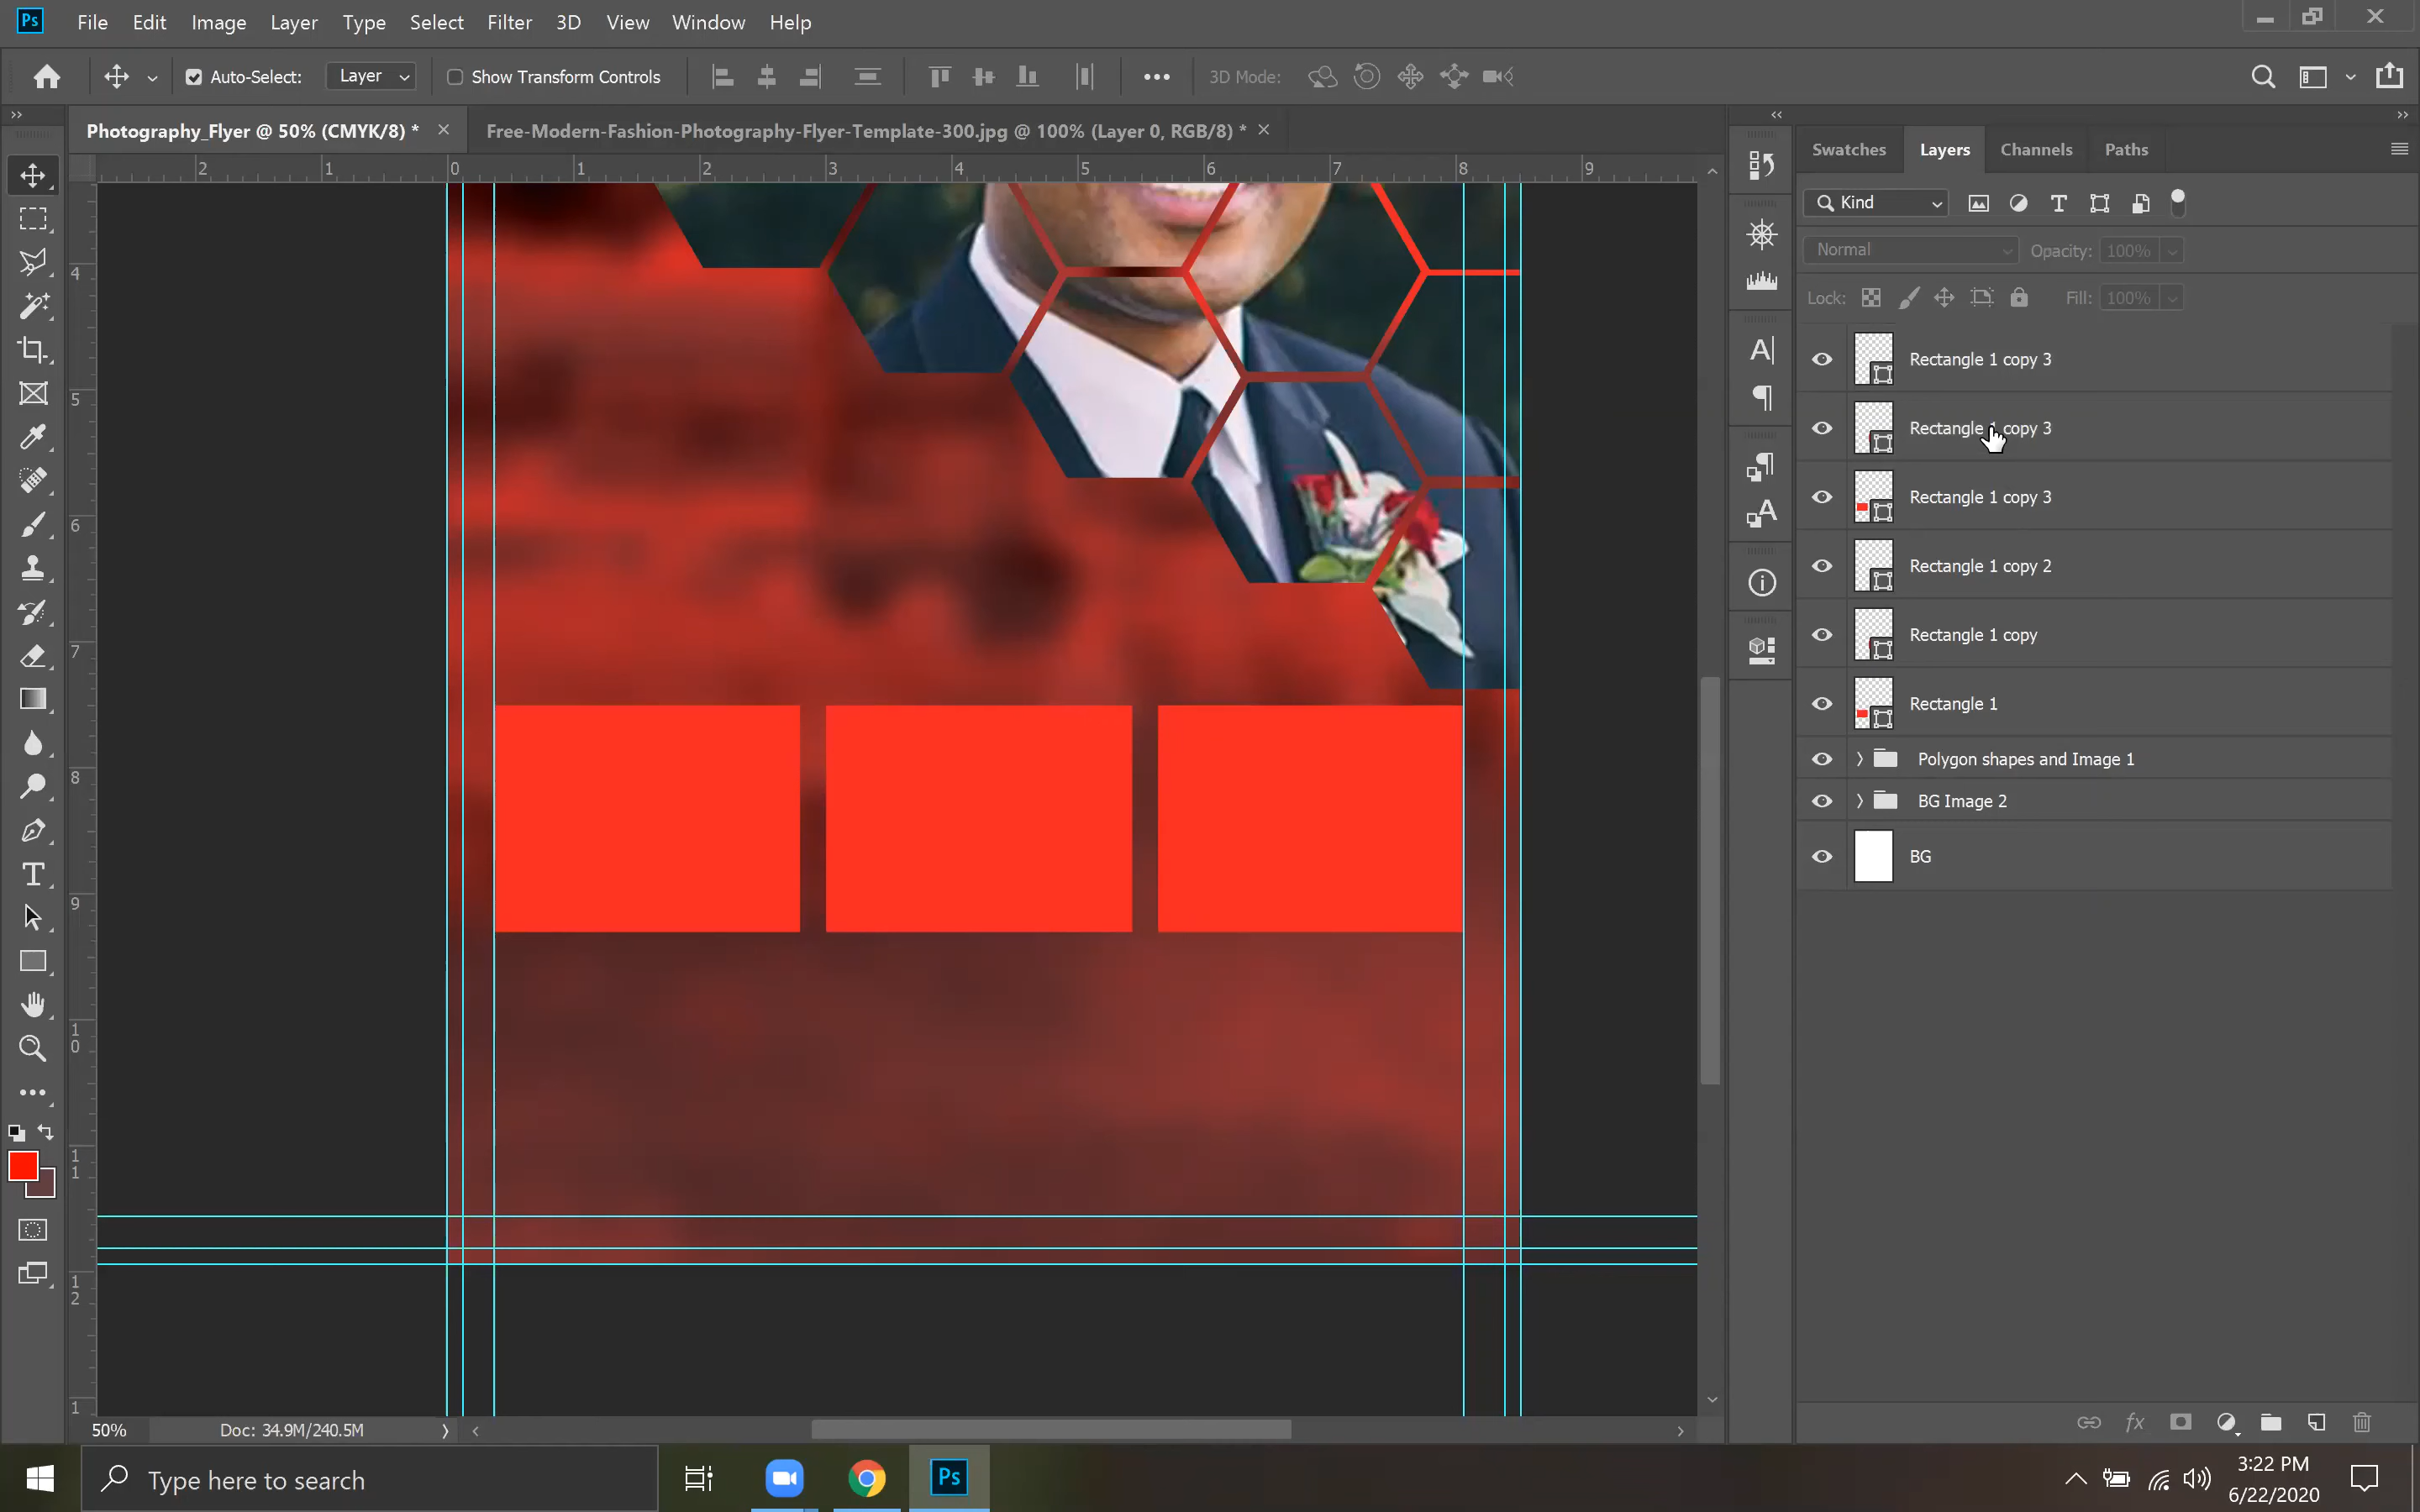 Ps File Edit Image Layer Type Select Filter 3D View Window Help
Auto-Select: Layer Show Transform Controls 3D Mode:
Photography_Flyer @ 50% (CMYK/8) * Free-Modern-Fashion-Photography-Flyer-Template-300.jpg @ 100% (Layer 0, RGB/8) *
Swatches Layers Channels Paths
2 1 0 1 2 3 4 5 6 7 8 9
Kind
Normal Opacity: 100%
Lock: Fill: 100%
Rectangle 1 copy 3
Rectangle 1 copy 3
Rectangle 1 copy 3
Rectangle 1 copy 2
Rectangle 1 copy
Rectangle 1
Polygon shapes and Image 1
BG Image 2
BG
4
5
6
7
8
9
1
0
1
1
1
2
1
50% Doc: 34.9M/240.5M
Type here to search
Ps
3:22 PM
6/22/2020